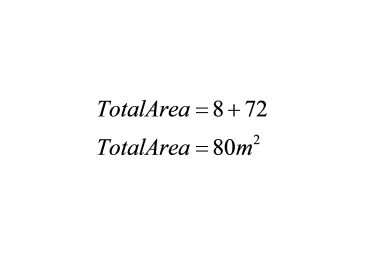 TotalArea = 8 + 72
TotalArea = 80m²